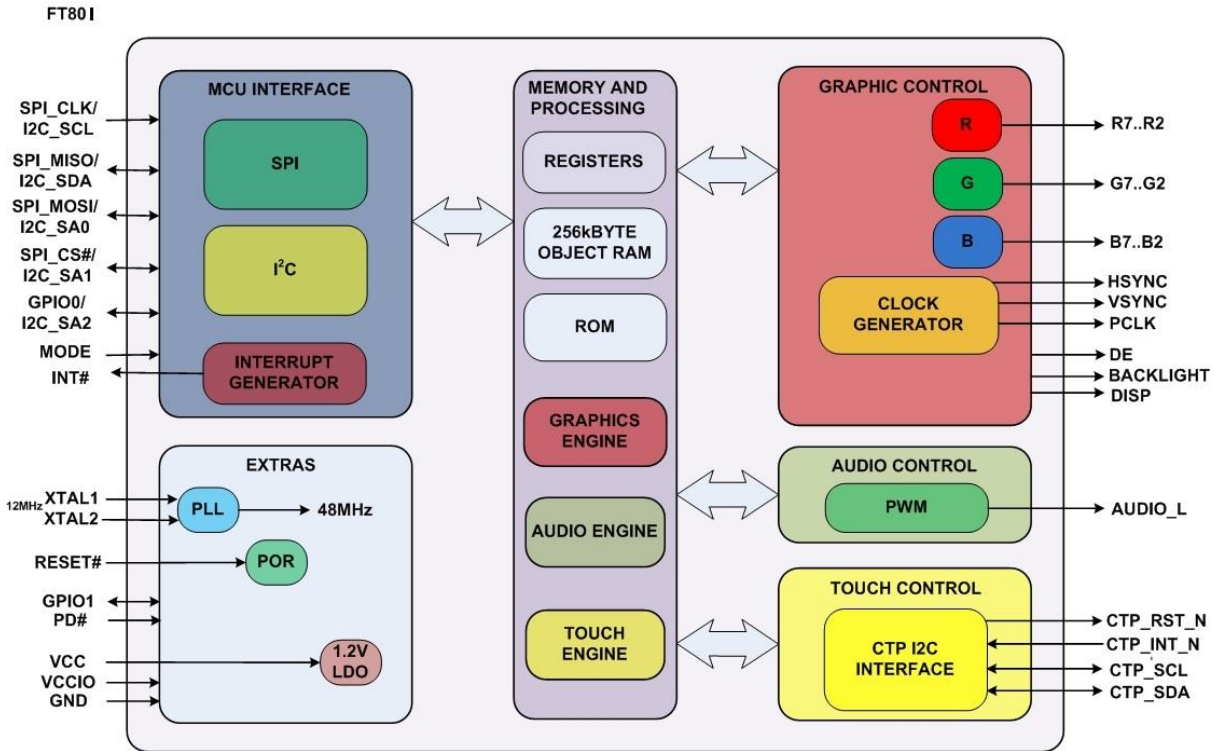 FT80 I
MCU INTERFACE
SPI_CLK/
I2C_SCL
SPI_MISO/
I2C_SDA
SPI_MOSI/
I2C_SA0
SPI_CS#/
I2C_SA1
GPIO0/
I2C_SA2
MODE
INT#
SPI
I²C
INTERRUPT
GENERATOR
EXTRAS
12MHz
XTAL1
XTAL2
PLL
48MHz
RESET#
POR
GPIO1
PD#
VCC
VCCIO
GND
1.2V
LDO
MEMORY AND
PROCESSING
REGISTERS
256kBYTE
OBJECT RAM
ROM
GRAPHICS
ENGINE
AUDIO ENGINE
TOUCH
ENGINE
GRAPHIC CONTROL
R
R7..R2
G
G7..G2
B
B7..B2
CLOCK
GENERATOR
HSYNC
VSYNC
PCLK
DE
BACKLIGHT
DISP
AUDIO CONTROL
PWM
AUDIO_L
TOUCH CONTROL
CTP I2C
INTERFACE
CTP_RST_N
CTP_INT_N
CTP_SCL
CTP_SDA